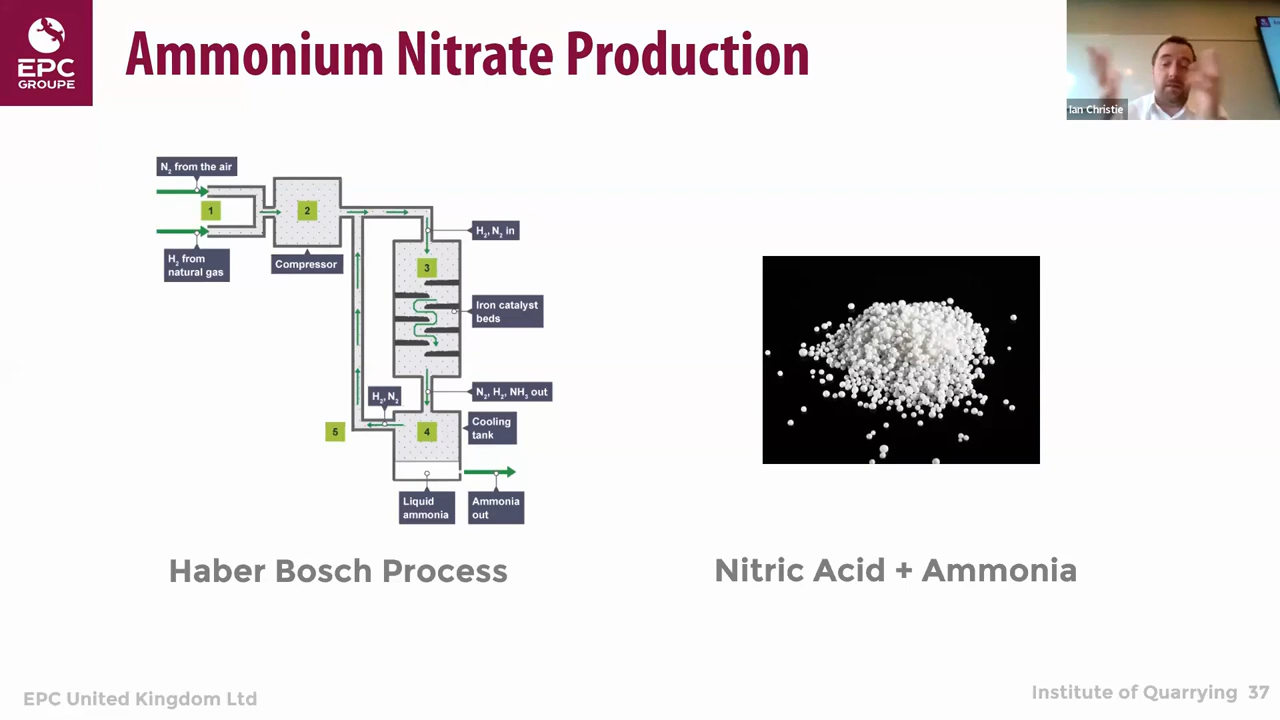 EPC
GROUPE
Ammonium Nitrate Production
Ian Christie
N₂ from the air
1
2
H₂ from
natural gas
Compressor
H₂, N₂ in
3
Iron catalyst
beds
H₂, N₂
N₂, H₂, NH₃ out
5
4
Cooling
tank
Liquid
ammonia
Ammonia
out
Haber Bosch Process
Nitric Acid + Ammonia
EPC United Kingdom Ltd
Institute of Quarrying 37